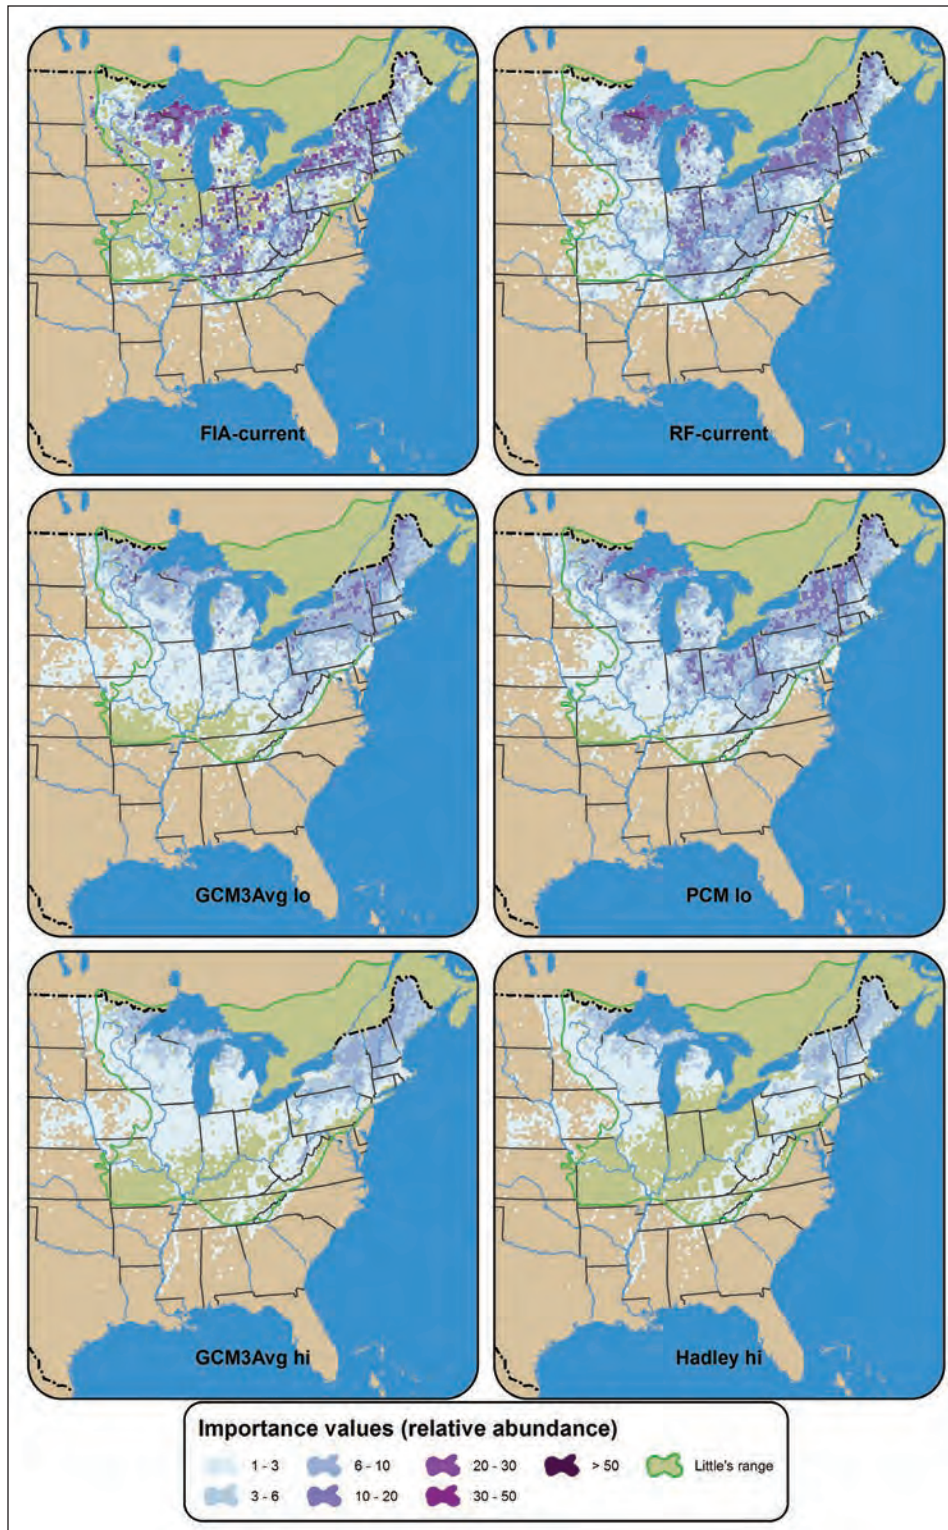 FIA-current
RF-current
GCM3Avg lo
PCM lo
GCM3Avg hi
Hadley hi
Importance values (relative abundance)
1 - 3
6 - 10
20 - 30
> 50
Little's range
3 - 6
10 - 20
30 - 50